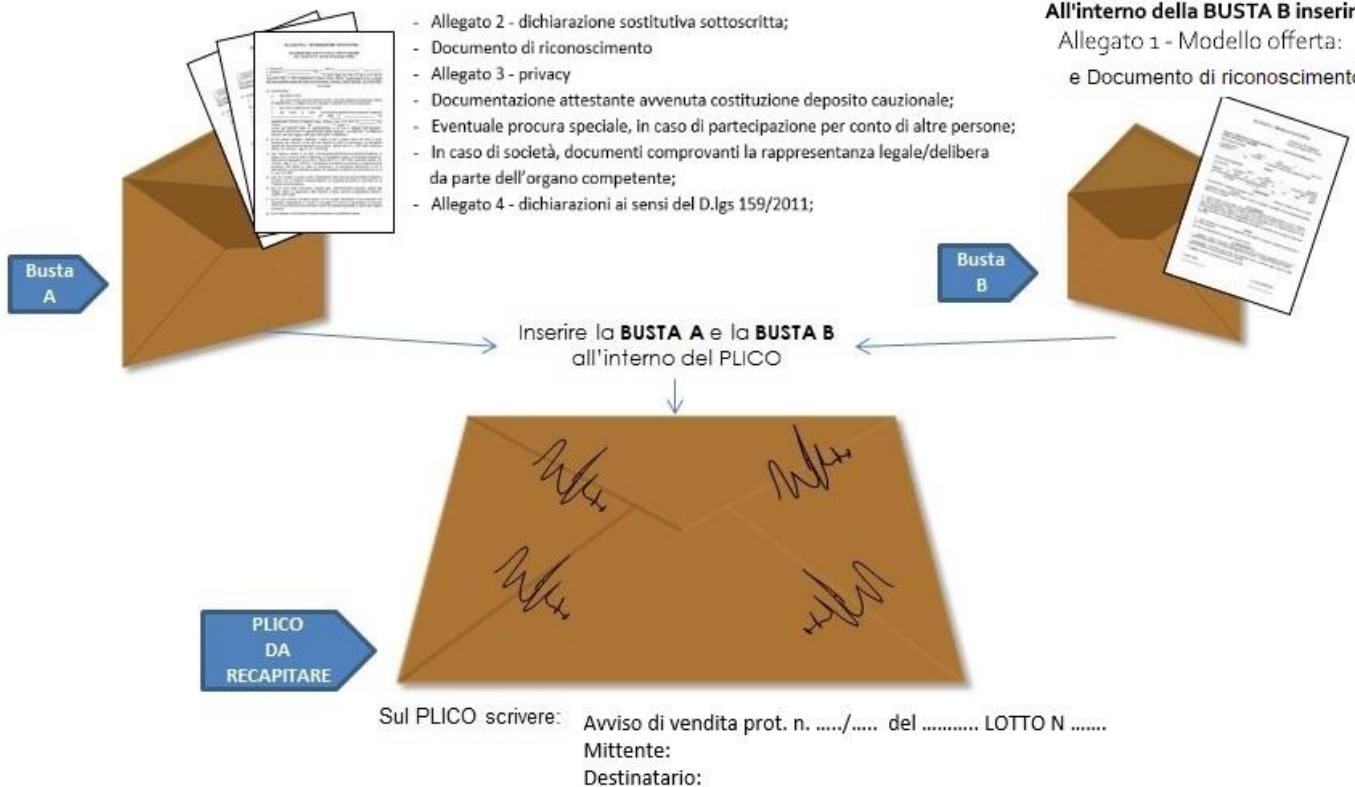 - Allegato 2 - dichiarazione sostitutiva sottoscritta;
- Documento di riconoscimento
- Allegato 3 - privacy
- Documentazione attestante avvenuta costituzione deposito cauzionale;
- Eventuale procura speciale, in caso di partecipazione per conto di altre persone;
- In caso di società, documenti comprovanti la rappresentanza legale/delibera
da parte dell'organo competente;
- Allegato 4 - dichiarazioni ai sensi del D.lgs 159/2011;
All'interno della BUSTA B inserir
Allegato 1 - Modello offerta:
e Documento di riconoscimento
Busta
A
Busta
B
Inserire la BUSTA A e la BUSTA B
all'interno del PLICO
PLICO
DA
RECAPITARE
Sul PLICO scrivere:
Avviso di vendita prot. n. ...../..... del ........... LOTTO N .......
Mittente:
Destinatario: